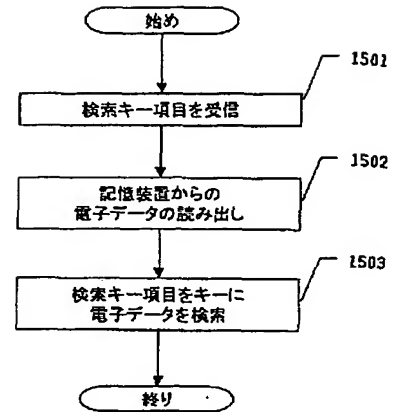 始め
1501
検索キー項目を受信
1502
記憶装置からの
電子データの読み出し
1503
検索キー項目をキーに
電子データを検索
終り